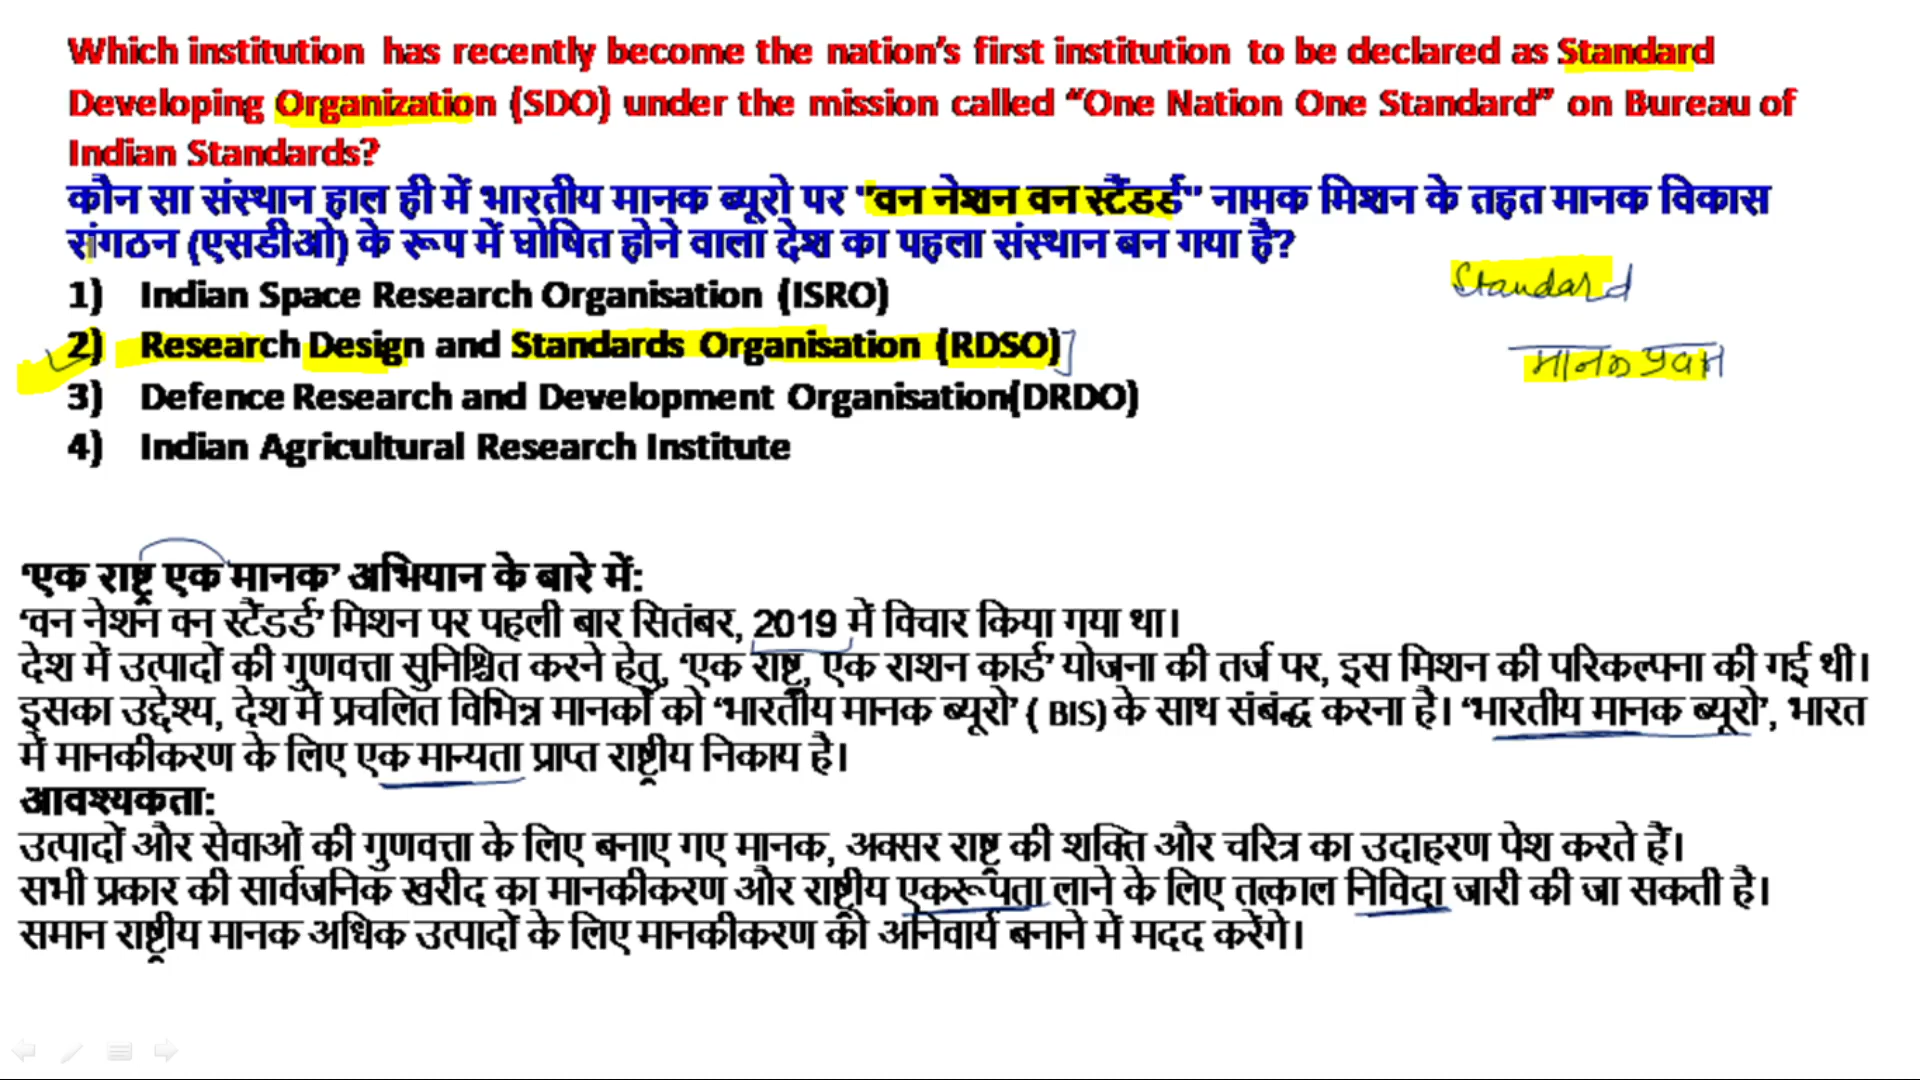 Which institution has recently become the nation’s first institution to be declared as Standard
Developing Organization (SDO) under the mission called “One Nation One Standard” on Bureau of
Indian Standards?
कौन सा संस्थान हाल ही में भारतीय मानक ब्यूरो पर "वन नेशन वन स्टैंडर्ड" नामक मिशन के तहत मानक विकास
संगठन (एसडीओ) के रूप में घोषित होने वाला देश का पहला संस्थान बन गया है?
1) Indian Space Research Organisation (ISRO)
Standard
2) Research Design and Standards Organisation (RDSO)
3) Defence Research and Development Organisation(DRDO)
4) Indian Agricultural Research Institute
‘एक राष्ट्र एक मानक’ अभियान के बारे में:
‘वन नेशन वन स्टैंडर्ड’ मिशन पर पहली बार सितंबर, 2019 में विचार किया गया था।
देश में उत्पादों की गुणवत्ता सुनिश्चित करने हेतु, ‘एक राष्ट्र, एक राशन कार्ड’ योजना की तर्ज पर, इस मिशन की परिकल्पना की गई थी।
इसका उद्देश्य, देश में प्रचलित विभिन्न मानकों को ‘भारतीय मानक ब्यूरो’ ( BIS) के साथ संबंद्ध करना है। ‘भारतीय मानक ब्यूरो’, भारत
में मानकीकरण के लिए एक मान्यता प्राप्त राष्ट्रीय निकाय है।
आवश्यकता:
उत्पादों और सेवाओं की गुणवत्ता के लिए बनाए गए मानक, अक्सर राष्ट्र की शक्ति और चरित्र का उदाहरण पेश करते हैं।
सभी प्रकार की सार्वजनिक खरीद का मानकीकरण और राष्ट्रीय एकरूपता लाने के लिए तत्काल निविदा जारी की जा सकती है।
समान राष्ट्रीय मानक अधिक उत्पादों के लिए मानकीकरण को अनिवार्य बनाने में मदद करेंगे।